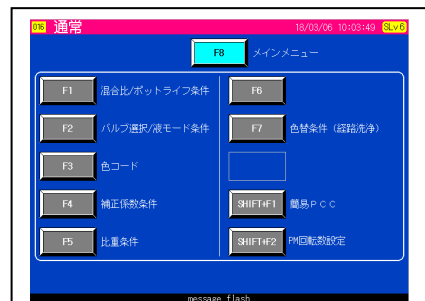 016 通常 18/03/06 10:03:49 SLv6
F8 メインメニュー
F1 混合比/ポットライフ条件 F6
F2 バルブ選択/液モード条件 F7 色替条件（経路洗浄）
F3 色コード
F4 補正係数条件 SHIFT+F1 簡易ＰＣＣ
F5 比重条件 SHIFT+F2 PM回転数設定
message flash